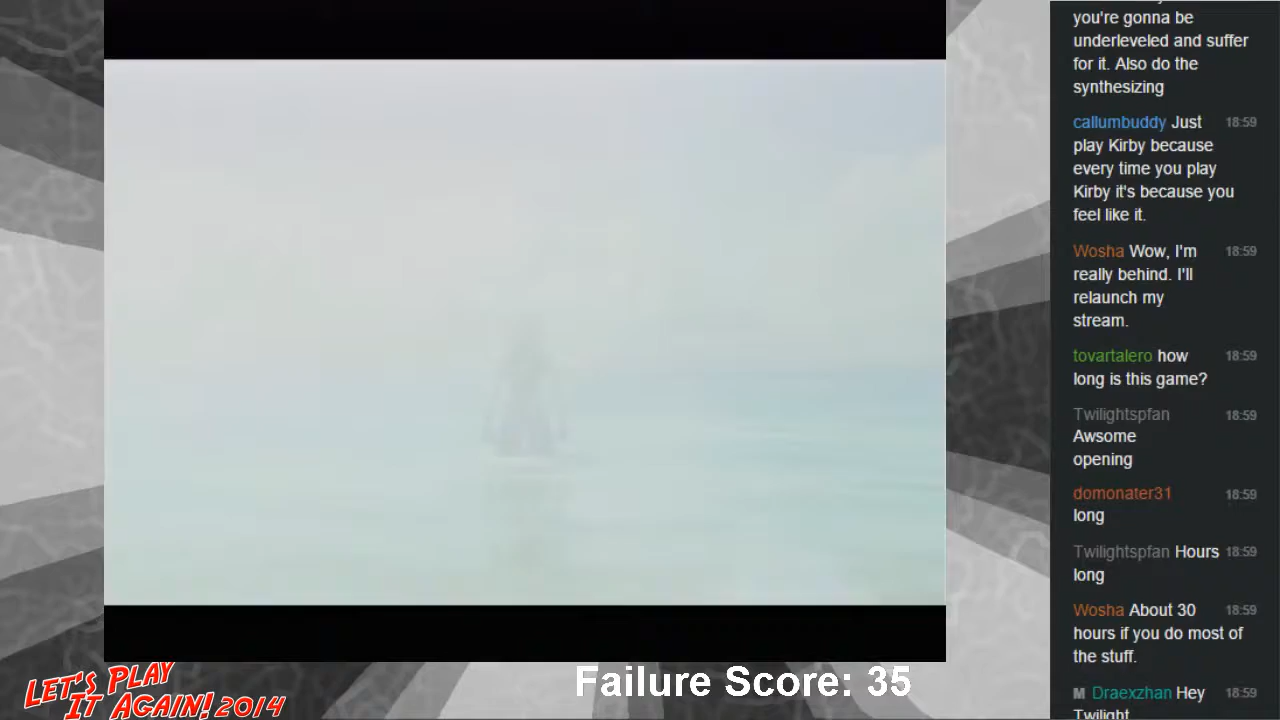 you're gonna be
underleveled and suffer
for it. Also do the
synthesizing
callumbuddy Just 18:59
play Kirby because
every time you play
Kirby it's because you
feel like it.
Wosha Wow, I'm 18:59
really behind. I'll
relaunch my
stream.
tovartalero how 18:59
long is this game?
Twilightspfan 18:59
Awsome
opening
domonater31 18:59
long
Twilightspfan Hours 18:59
long
Wosha About 30 18:59
hours if you do most of
the stuff.
M Draexzhan Hey 18:59
Twilight
LET'S PLAY
IT AGAIN! 2014
Failure Score: 35